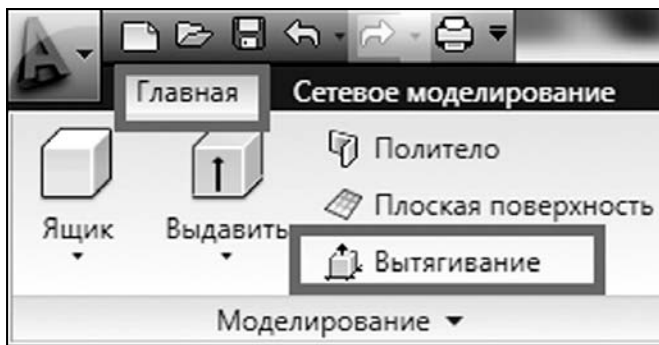 Главная Сетевое моделирование
Политело
Плоская поверхность
Ящик Выдавить
Вытягивание
Моделирование